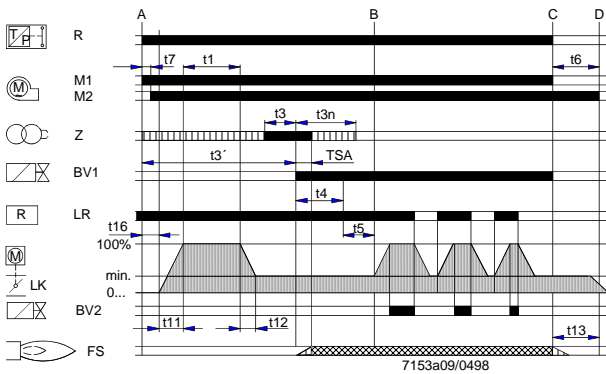 A B C D
T/P R
t7 t1 t6
M M1
M2
t3 t3n
Z
t3´ TSA
BV1
t4
R LR
t16 t5
100%
M
min.
LK
0...
BV2
t11 t12 t13
FS
7153a09/0498